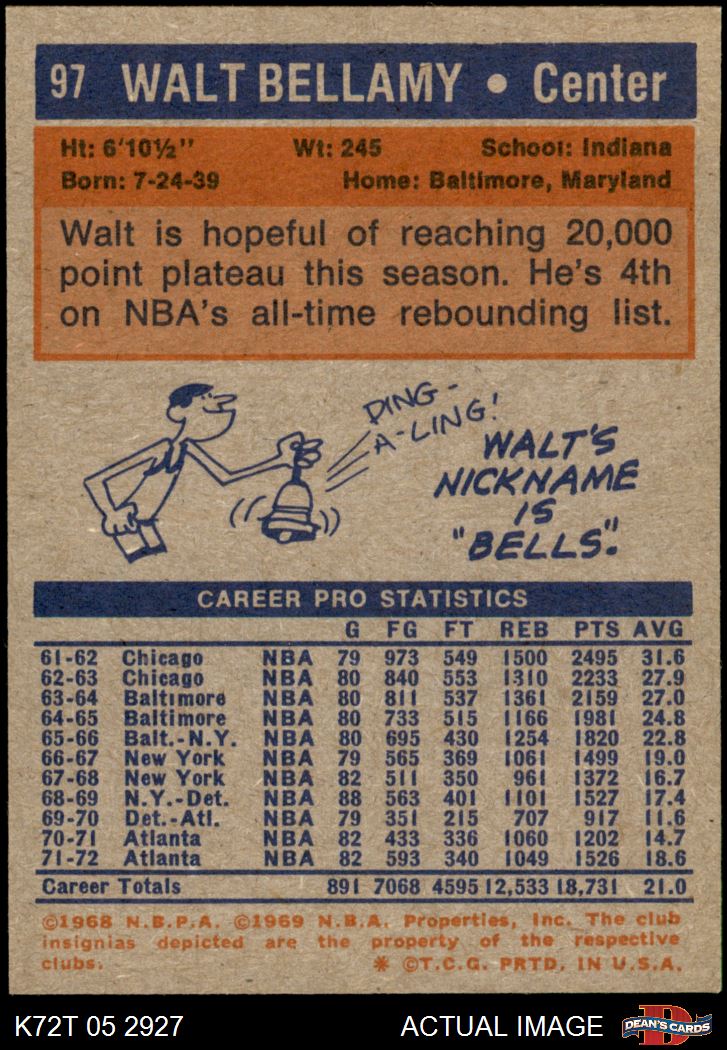 97 WALT BELLAMY • Center
Ht: 6'10½" Wt: 245 School: Indiana
Born: 7-24-39 Home: Baltimore, Maryland
Walt is hopeful of reaching 20,000
point plateau this season. He's 4th
on NBA's all-time rebounding list.
DING-
A-LING!
WALT'S
NICKNAME
IS
"BELLS".
CAREER PRO STATISTICS
G FG FT REB PTS AVG
61-62 Chicago NBA 79 973 549 1500 2495 31.6
62-63 Chicago NBA 80 840 553 1310 2233 27.9
63-64 Baltimore NBA 80 811 537 1361 2159 27.0
64-65 Baltimore NBA 80 733 515 1166 1981 24.8
65-66 Balt.-N.Y. NBA 80 695 430 1254 1820 22.8
66-67 New York NBA 79 565 369 1061 1499 19.0
67-68 New York NBA 82 511 350 961 1372 16.7
68-69 N.Y.-Det. NBA 88 563 401 1101 1527 17.4
69-70 Det.-Atl. NBA 79 351 215 707 917 11.6
70-71 Atlanta NBA 82 433 336 1060 1202 14.7
71-72 Atlanta NBA 82 593 340 1049 1526 18.6
Career Totals 891 7068 4595 12,533 18,731 21.0
©1968 N.B.P.A. ©1969 N.B.A. Properties, Inc. The club
insignias depicted are the property of the respective
clubs. * ©T.C.G. PRTD. IN U.S.A.
K72T 05 2927 ACTUAL IMAGE D DEAN'S CARDS